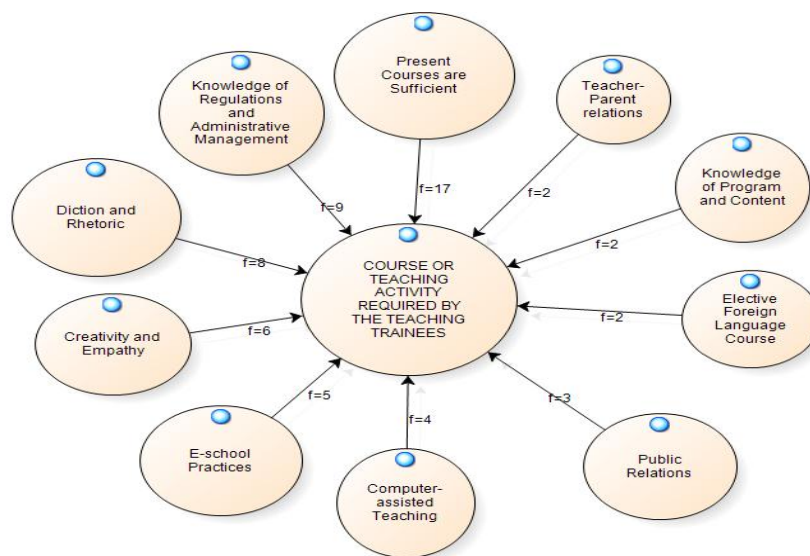 Present
Courses are
Sufficient
Teacher-
Parent
relations
Knowledge of
Regulations
and
Administrative
Management
Knowledge
of Program
and Content
Diction and
Rhetoric
f=17
f=2
f=9
f=2
f=8
COURSE OR
TEACHING
ACTIVITY
REQUIRED BY
THE TEACHING
TRAINEES
Elective
Foreign
Language
Course
f=2
Creativity and
Empathy
f=6
f=5
f=4
f=3
E-school
Practices
Public
Relations
Computer-
assisted
Teaching